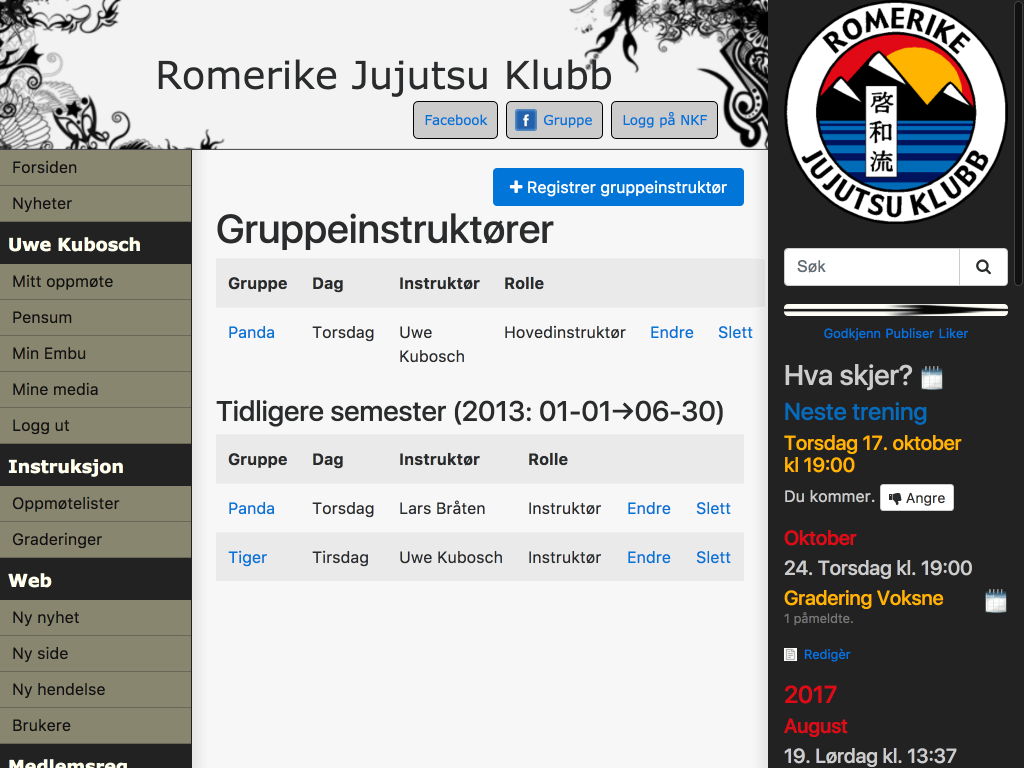 Romerike Jujutsu Klubb
Facebook
f Gruppe
Logg på NKF
Forsiden
Nyheter
Uwe Kubosch
Mitt oppmøte
Pensum
Min Embu
Mine media
Logg ut
Instruksjon
Oppmøtelister
Graderinger
Web
Ny nyhet
Ny side
Ny hendelse
Brukere
Medlemsreg
Registrer gruppeinstruktør
Gruppeinstruktører
Gruppe Dag Instruktør Rolle
Panda Torsdag Uwe Kubosch Hovedinstruktør Endre Slett
Tidligere semester (2013: 01-01→06-30)
Gruppe Dag Instruktør Rolle
Panda Torsdag Lars Bråten Instruktør Endre Slett
Tiger Tirsdag Uwe Kubosch Instruktør Endre Slett
ROMERIKE
啓和流
JUJUTSU KLUBB
Søk
Godkjenn Publiser Liker
Hva skjer?
Neste trening
Torsdag 17. oktober
kl 19:00
Du kommer. Angre
Oktober
24. Torsdag kl. 19:00
Gradering Voksne
1 påmeldte.
Redigèr
2017
August
19. Lørdag kl. 13:37